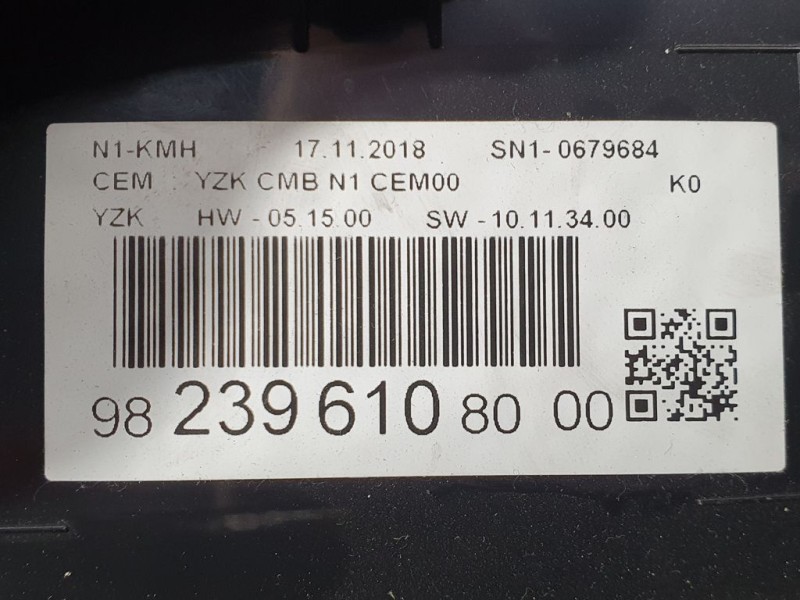 N1-KMH 17.11.2018 SN1- 0679684
CEM YZK CMB N1 CEM00 K0
YZK HW - 05.15.00 SW - 10.11.34.00
98 239 610 80 00